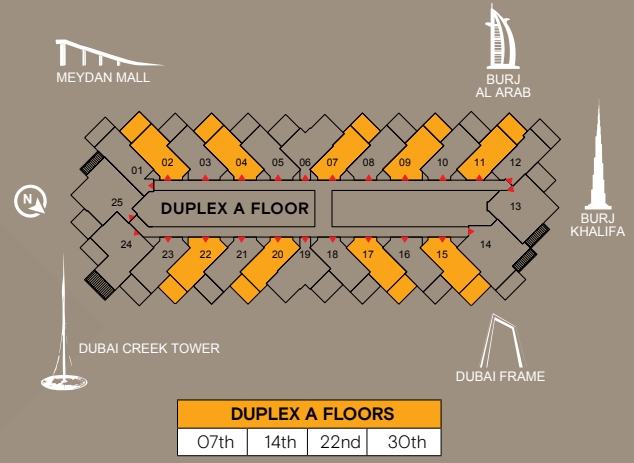 MEYDAN MALL
BURJ
AL ARAB
01
02
03
04
05
06
07
08
09
10
11
12
N
25
DUPLEX A FLOOR
13
BURJ
KHALIFA
24
23
22
21
20
19
18
17
16
15
14
DUBAI CREEK TOWER
DUBAI FRAME
DUPLEX A FLOORS
07th 14th 22nd 30th